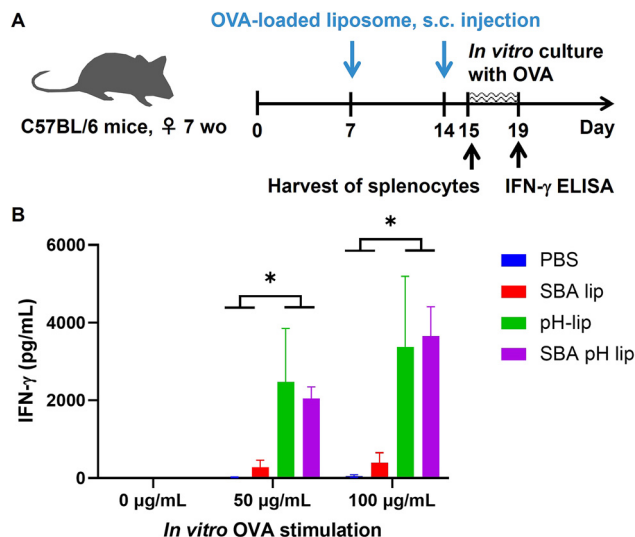 A
OVA-loaded liposome, s.c. injection
In vitro culture
with OVA
C57BL/6 mice, ♀ 7 wo
0 7 14 15 19 Day
Harvest of splenocytes IFN-γ ELISA
B
6000
4000
2000
0
IFN-γ (pg/mL)
* *
PBS
SBA lip
pH-lip
SBA pH lip
0 μg/mL 50 μg/mL 100 μg/mL
In vitro OVA stimulation